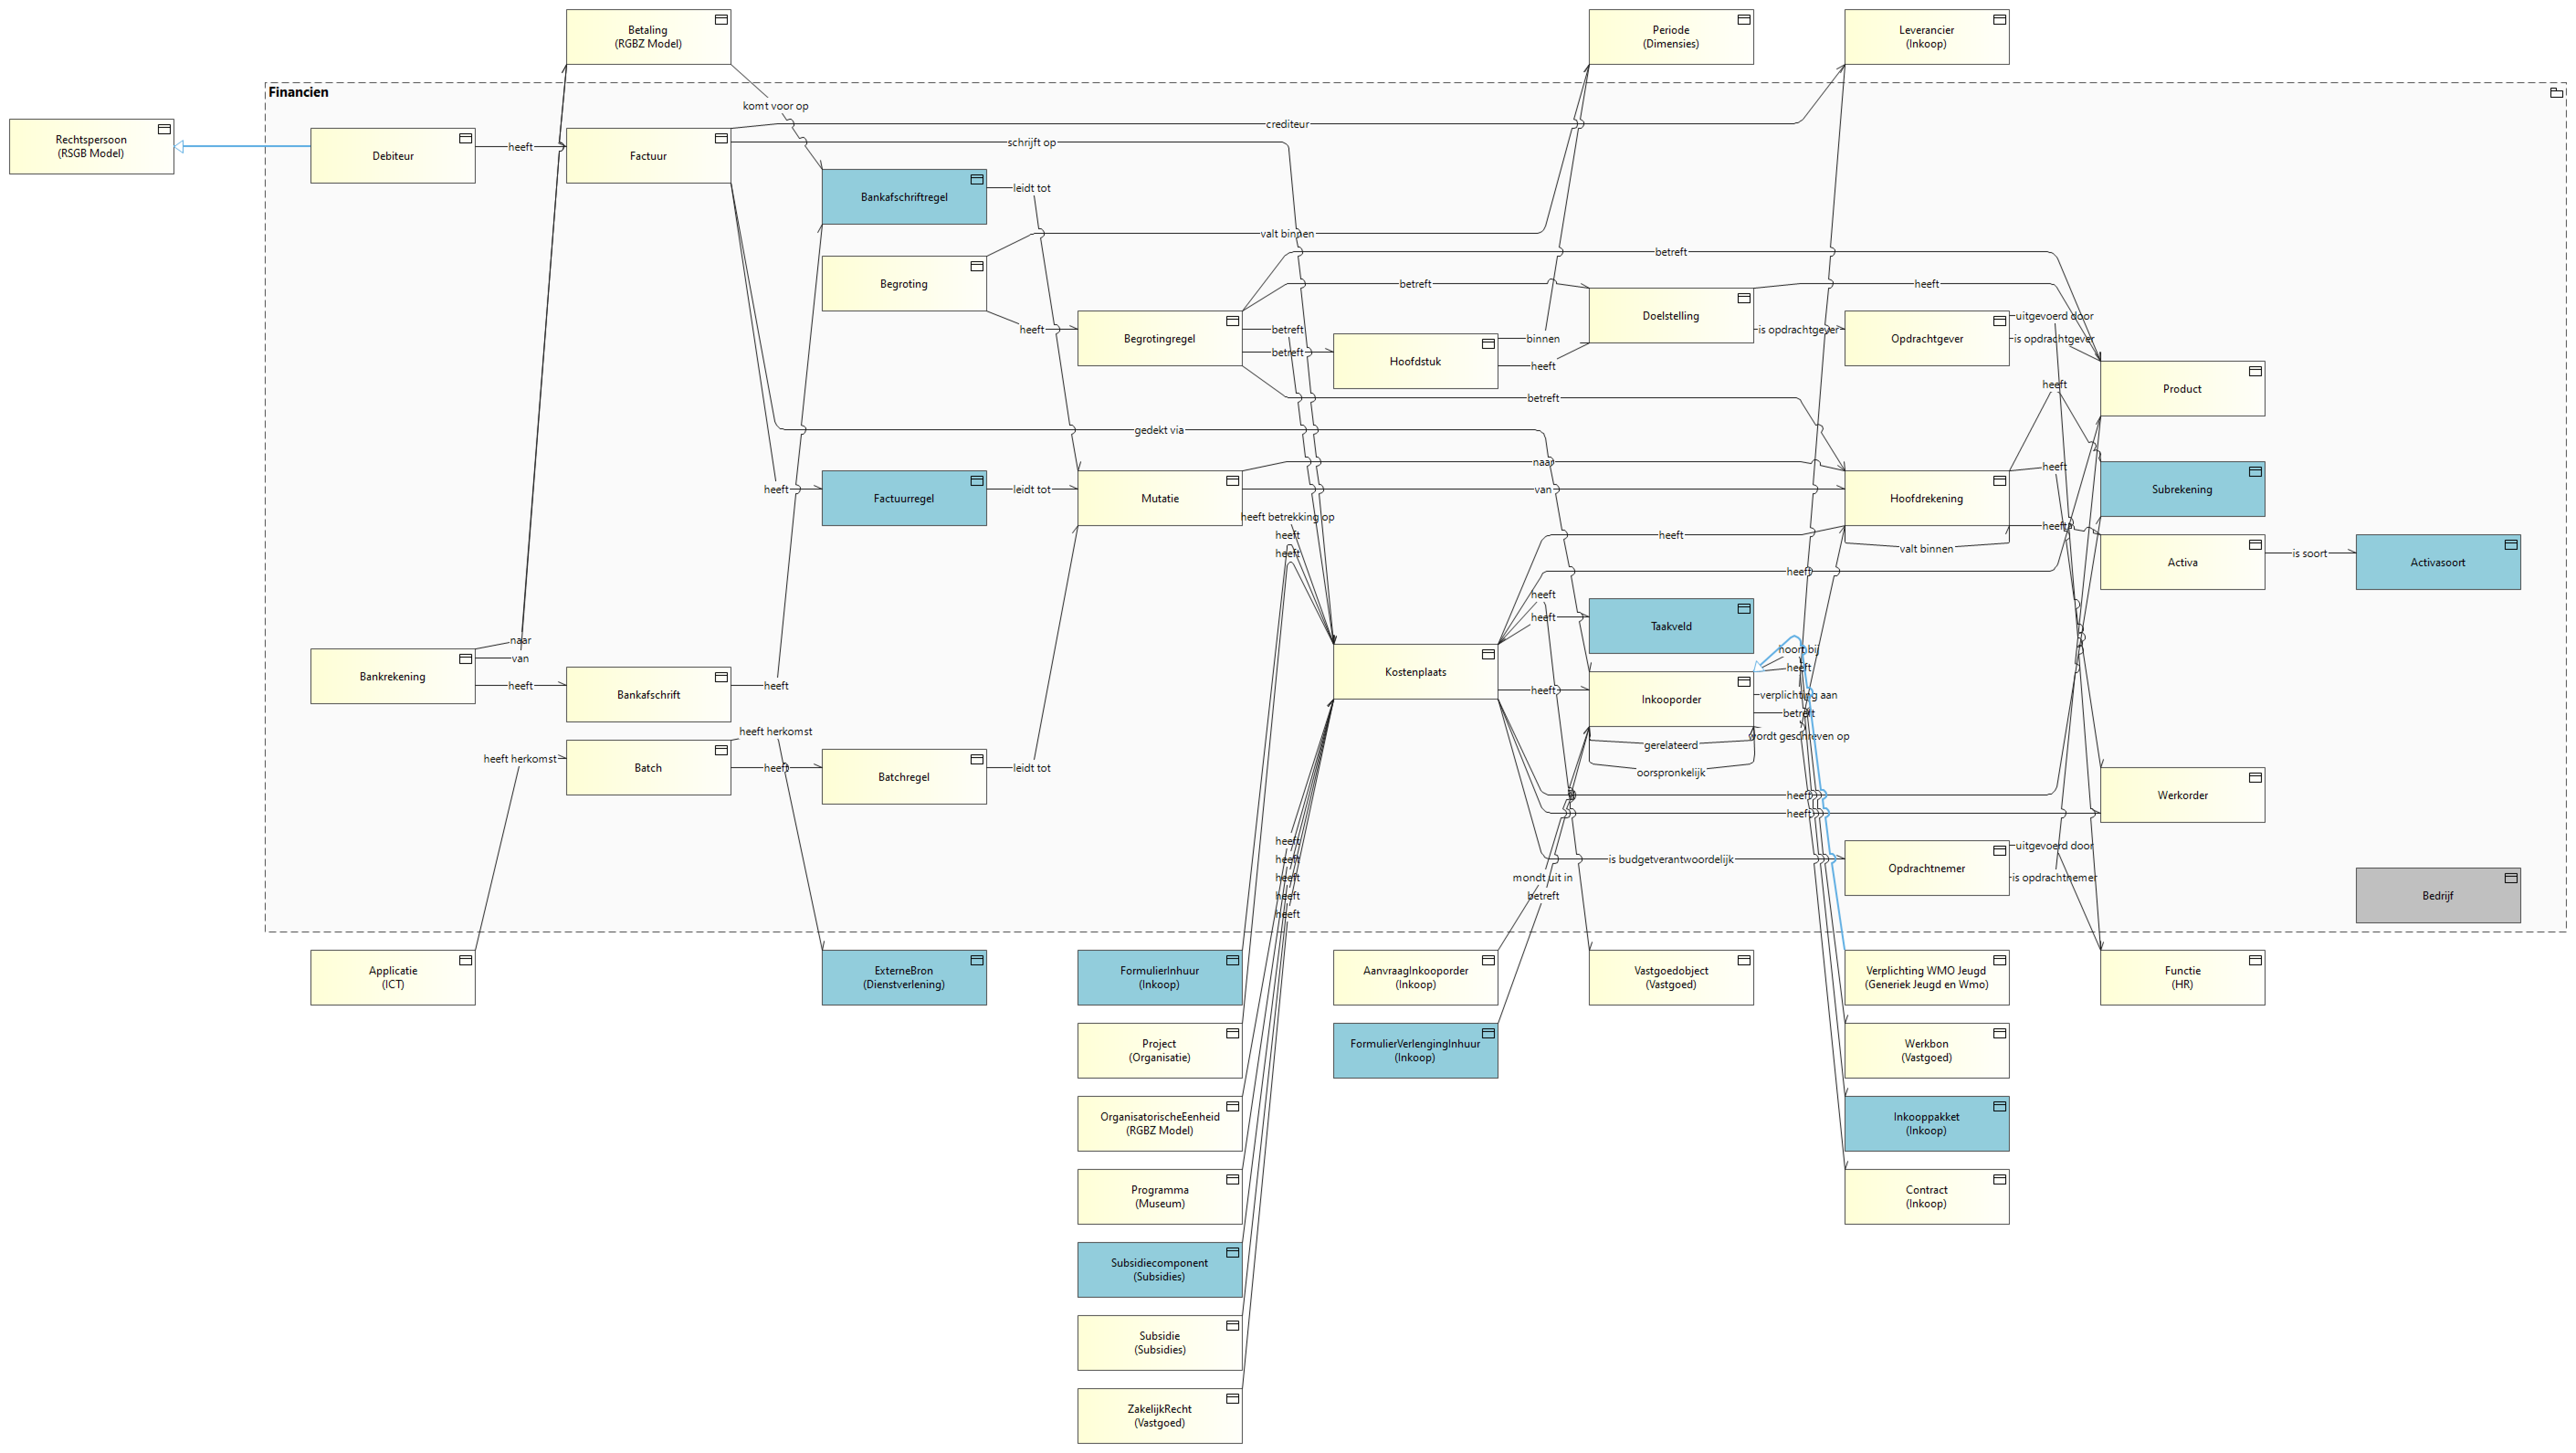 Betaling
(RGBZ Model)
Periode
(Dimensies)
Leverancier
(Inkoop)
Financien
komt voor op
crediteur
Rechtspersoon
(RSGB Model)
Debiteur
heeft
Factuur
schrijft op
Bankafschriftregel
leidt tot
valt binnen
betreft
Begroting
betreft
heeft
Doelstelling
uitgevoerd door
heeft
Begrotingregel
betreft
binnen
is opdrachtgever
Opdrachtgever
is opdrachtgever
betreft
Hoofdstuk
heeft
Product
heeft
betreft
gedekt via
naar
heeft
heeft
Factuurregel
leidt tot
Mutatie
van
Hoofdrekening
Subrekening
heeft betrekking op
heeft
heeft
heeft
heeft
valt binnen
Activa
is soort
Activasoort
heeft
heeft
heeft
Taakveld
naar
van
hoort bij
heeft
Bankrekening
heeft
Bankafschrift
heeft
Kostenplaats
heeft
Inkooporder
verplichting aan
betreft
heeft herkomst
wordt geschreven op
gerelateerd
oorspronkelijk
heeft herkomst
Batch
heeft
Batchregel
leidt tot
heeft
heeft
Werkorder
heeft
heeft
heeft
heeft
heeft
is budgetverantwoordelijk
mondt uit in
betreft
Opdrachtnemer
uitgevoerd door
is opdrachtnemer
Bedrijf
Applicatie
(ICT)
ExterneBron
(Dienstverlening)
FormulierInhuur
(Inkoop)
AanvraagInkooporder
(Inkoop)
Vastgoedobject
(Vastgoed)
Verplichting WMO Jeugd
(Generiek Jeugd en Wmo)
Functie
(HR)
Project
(Organisatie)
FormulierVerlengingInhuur
(Inkoop)
Werkbon
(Vastgoed)
OrganisatorischeEenheid
(RGBZ Model)
Inkooppakket
(Inkoop)
Programma
(Museum)
Contract
(Inkoop)
Subsidiecomponent
(Subsidies)
Subsidie
(Subsidies)
ZakelijkRecht
(Vastgoed)